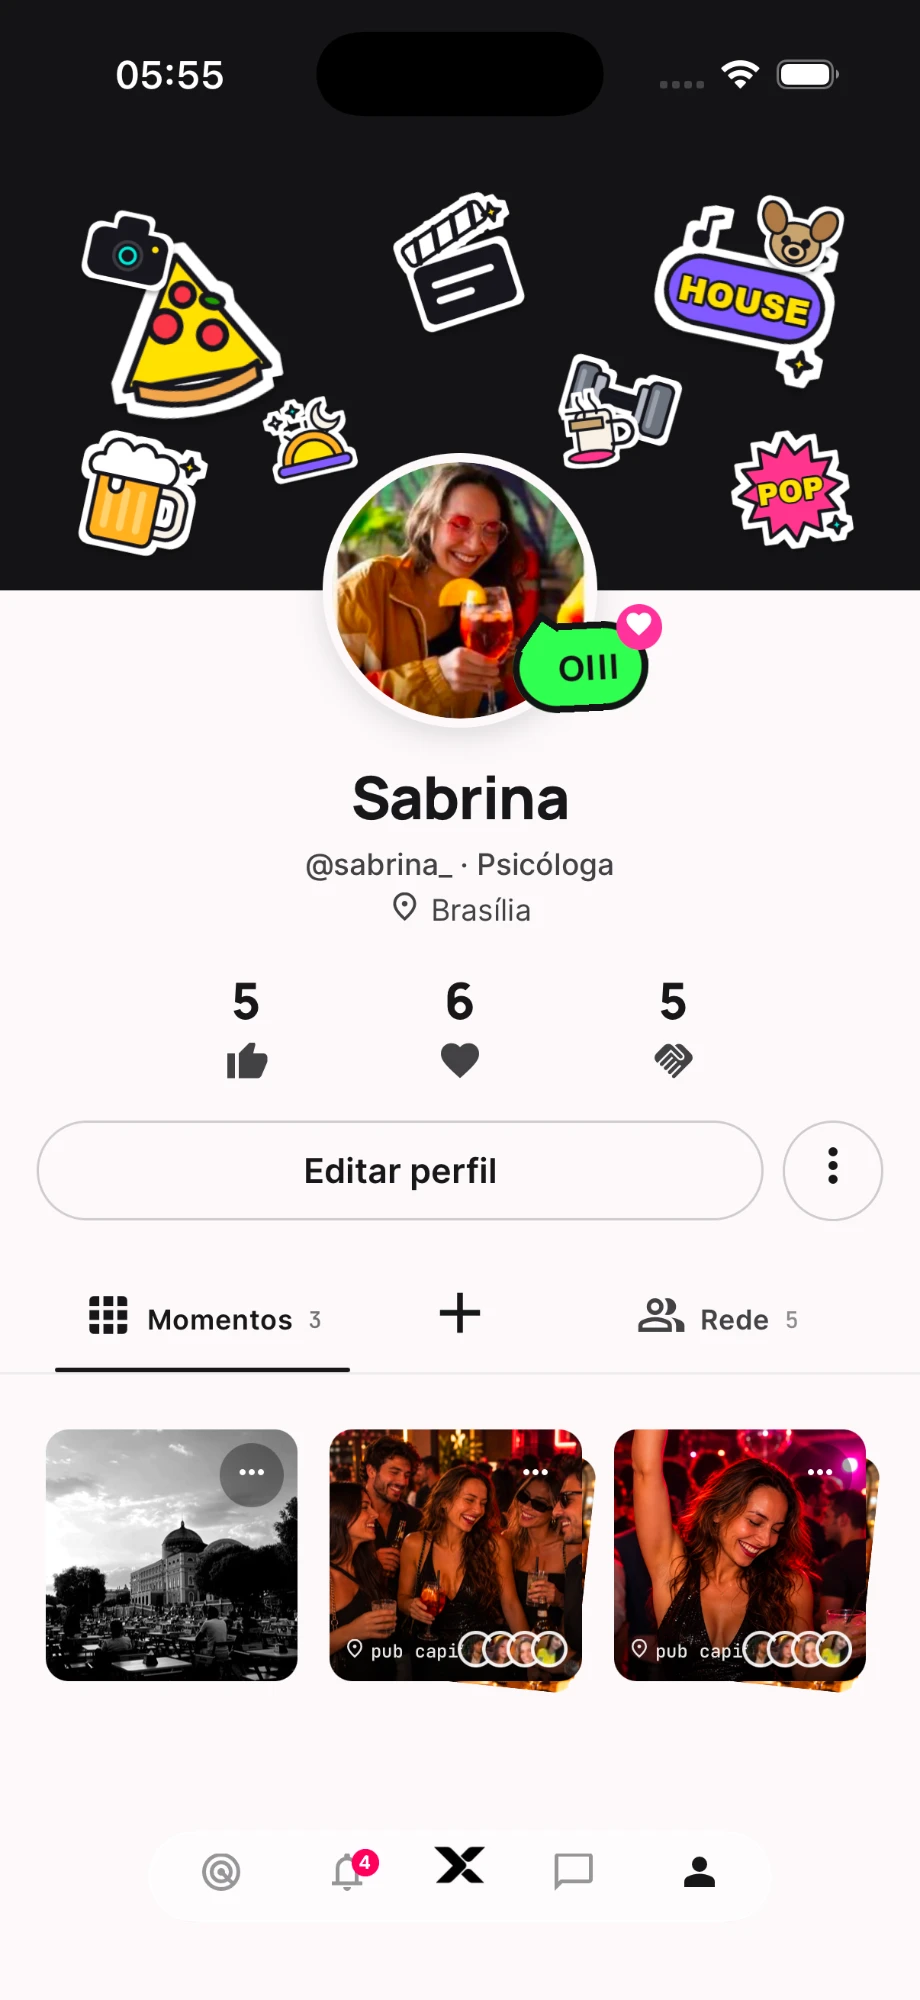 05:55
HOUSE
POP
OIII
Sabrina
@sabrina_ · Psicóloga
Brasília
5 6 5
Editar perfil
Momentos 3
Rede 5
pub capi
pub capi
4